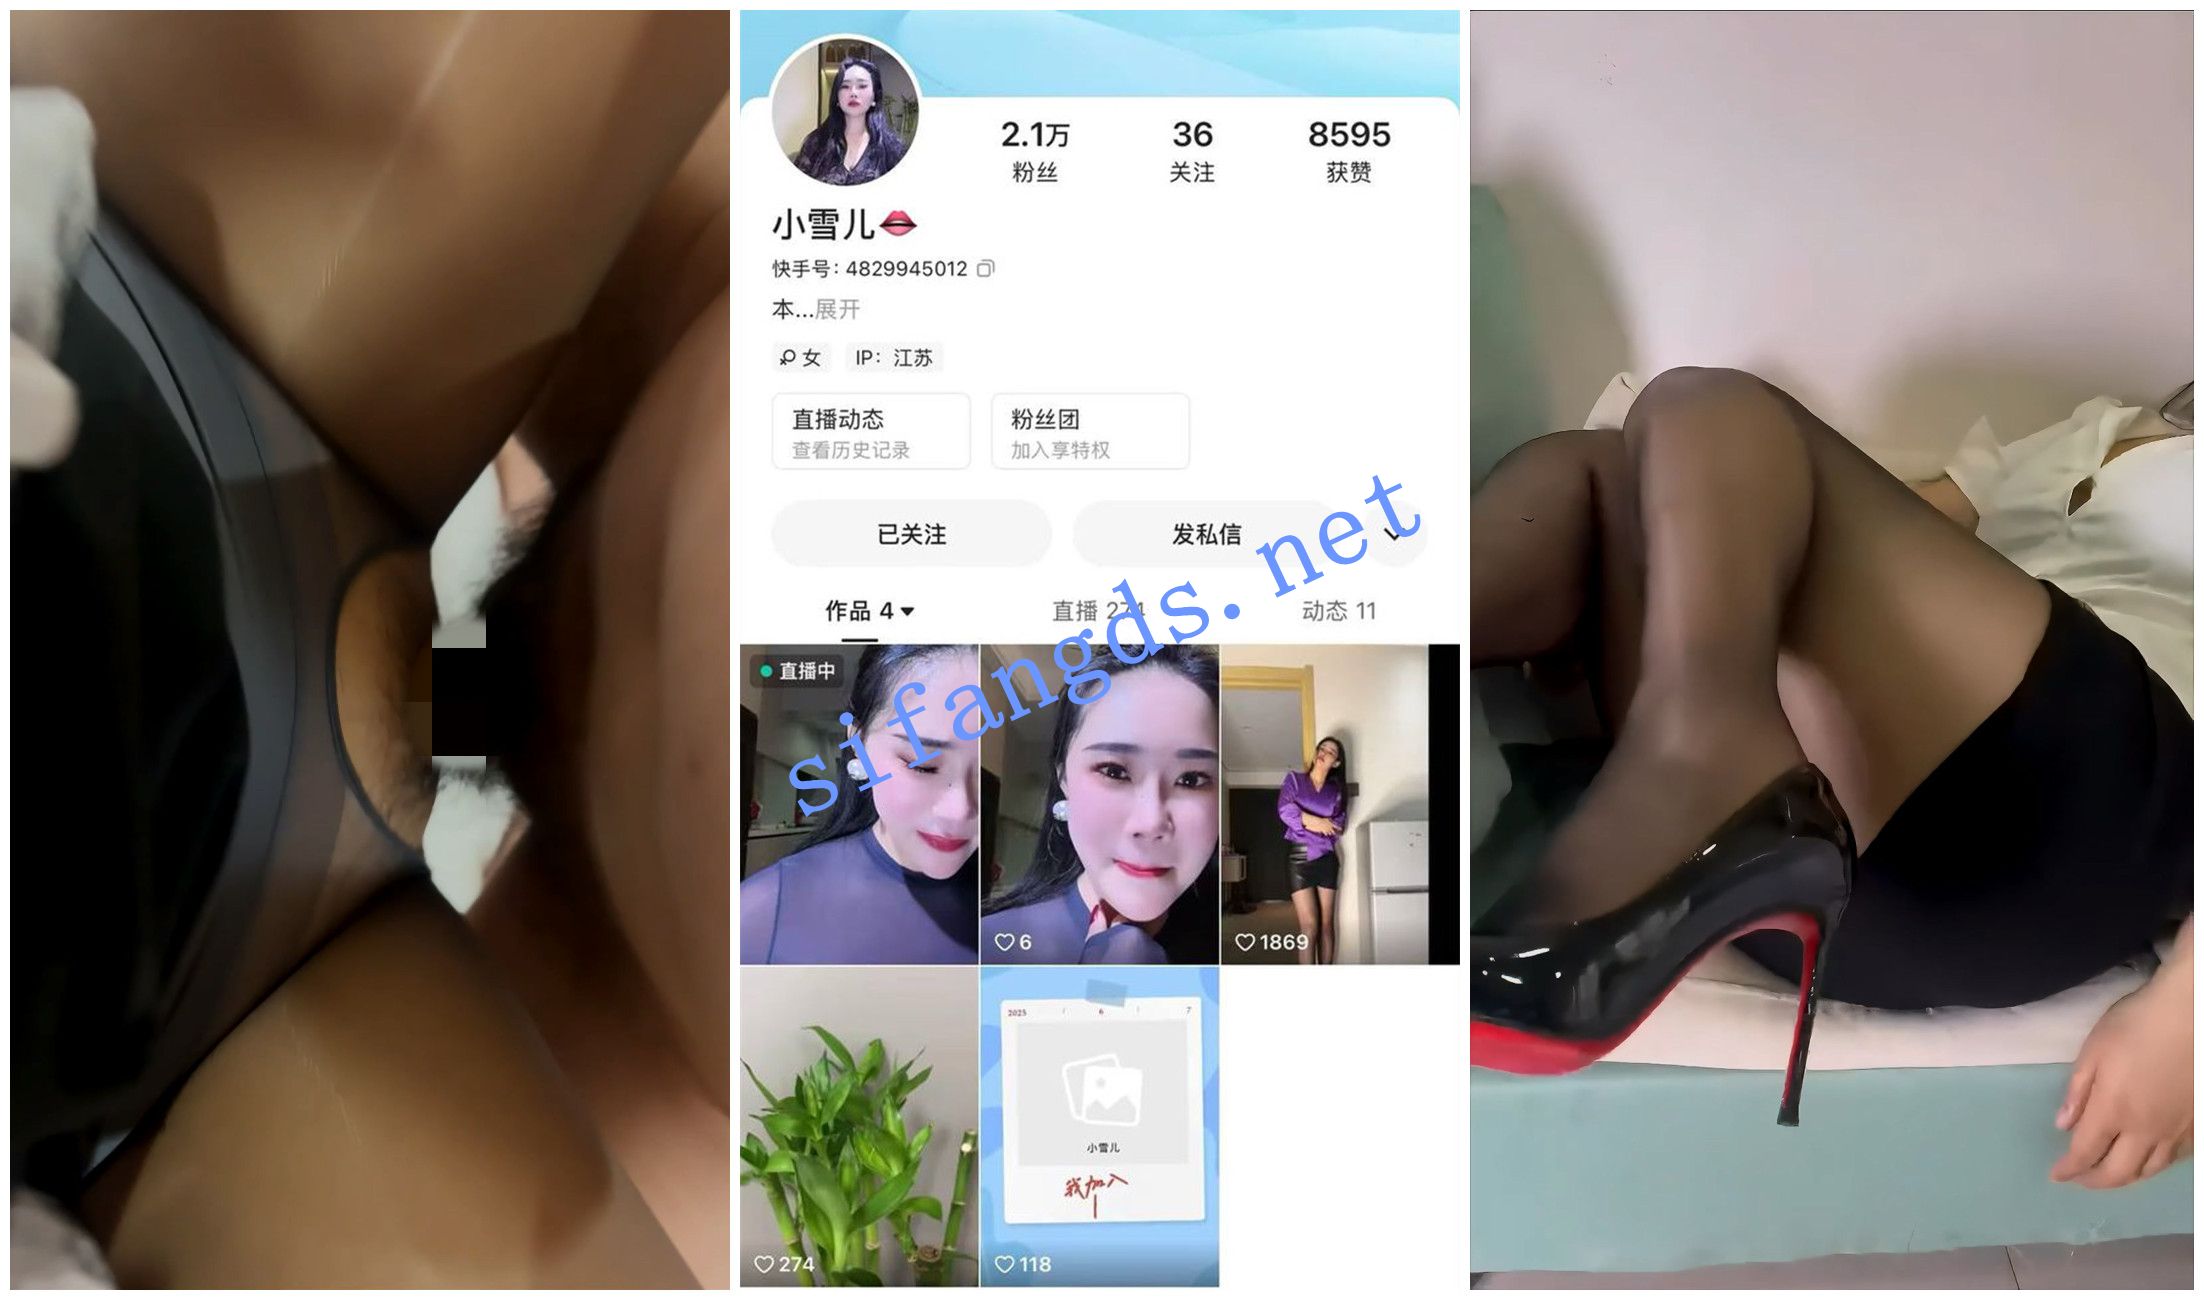 2.1万
粉丝
36
关注
8595
获赞
小雪儿
快手号: 4829945012
本...展开
女
IP: 江苏
直播动态
查看历史记录
粉丝团
加入享特权
已关注
发私信
作品 4
直播 274
动态 11
sifangds.net
直播中
6
1869
274
2025 / 6 / 7
小雪儿
我加入
118